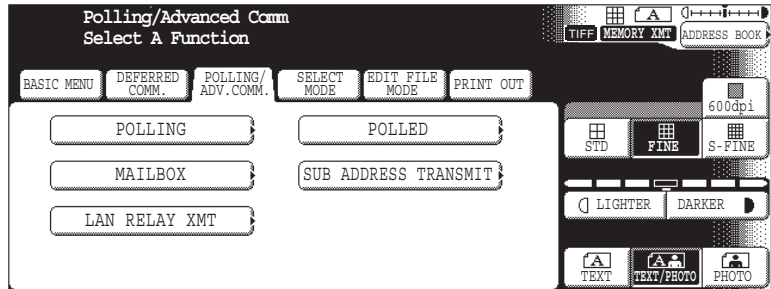 Polling/Advanced Comm
Select A Function
TIFF MEMORY XMT ADDRESS BOOK
BASIC MENU
DEFERRED COMM.
POLLING/ ADV.COMM.
SELECT MODE
EDIT FILE MODE
PRINT OUT
600dpi
POLLING
POLLED
STD
FINE
S-FINE
MAILBOX
SUB ADDRESS TRANSMIT
LIGHTER
DARKER
LAN RELAY XMT
A
TEXT
A
TEXT/PHOTO
PHOTO